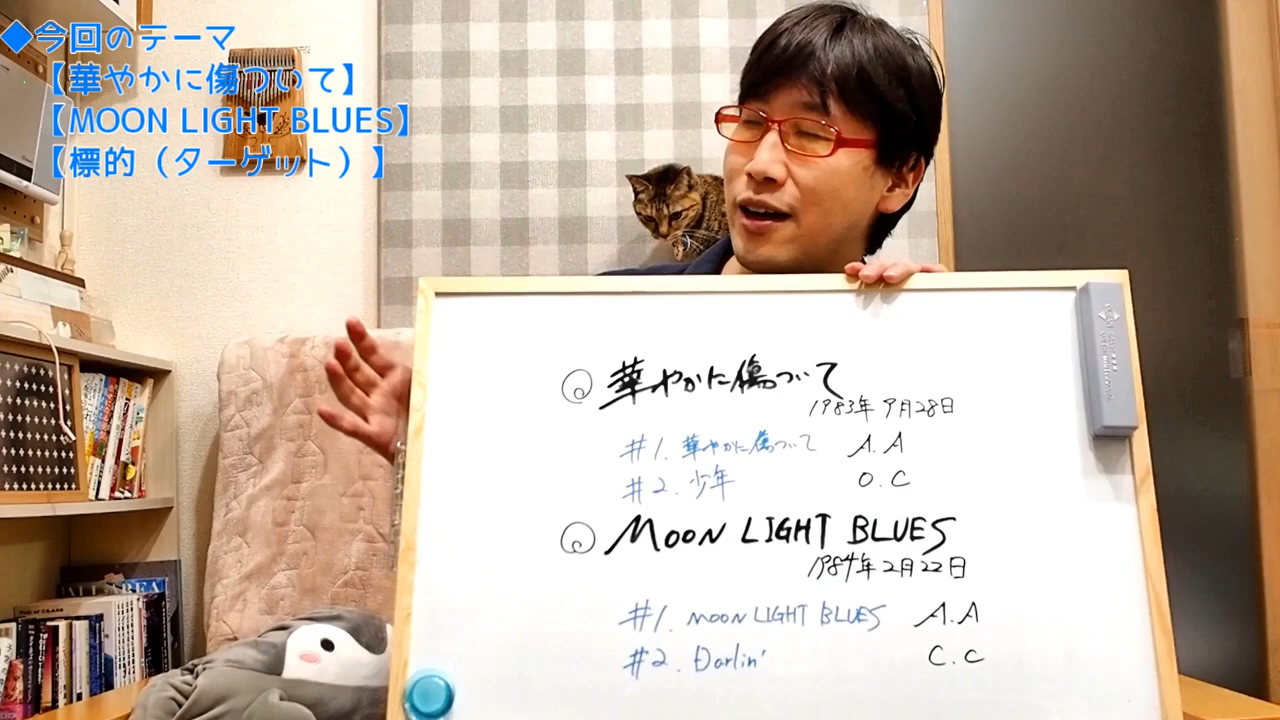 ◆今回のテーマ
【華やかに傷ついて】
【MOON LIGHT BLUES】
【標的（ターゲット）】
華やかに傷ついて
1983年9月28日
#1. 華やかに傷ついて A.A
#2. 少年 O.C
MOON LIGHT BLUES
1984年2月22日
#1. MOON LIGHT BLUES A.A
#2. Darlin' C.C